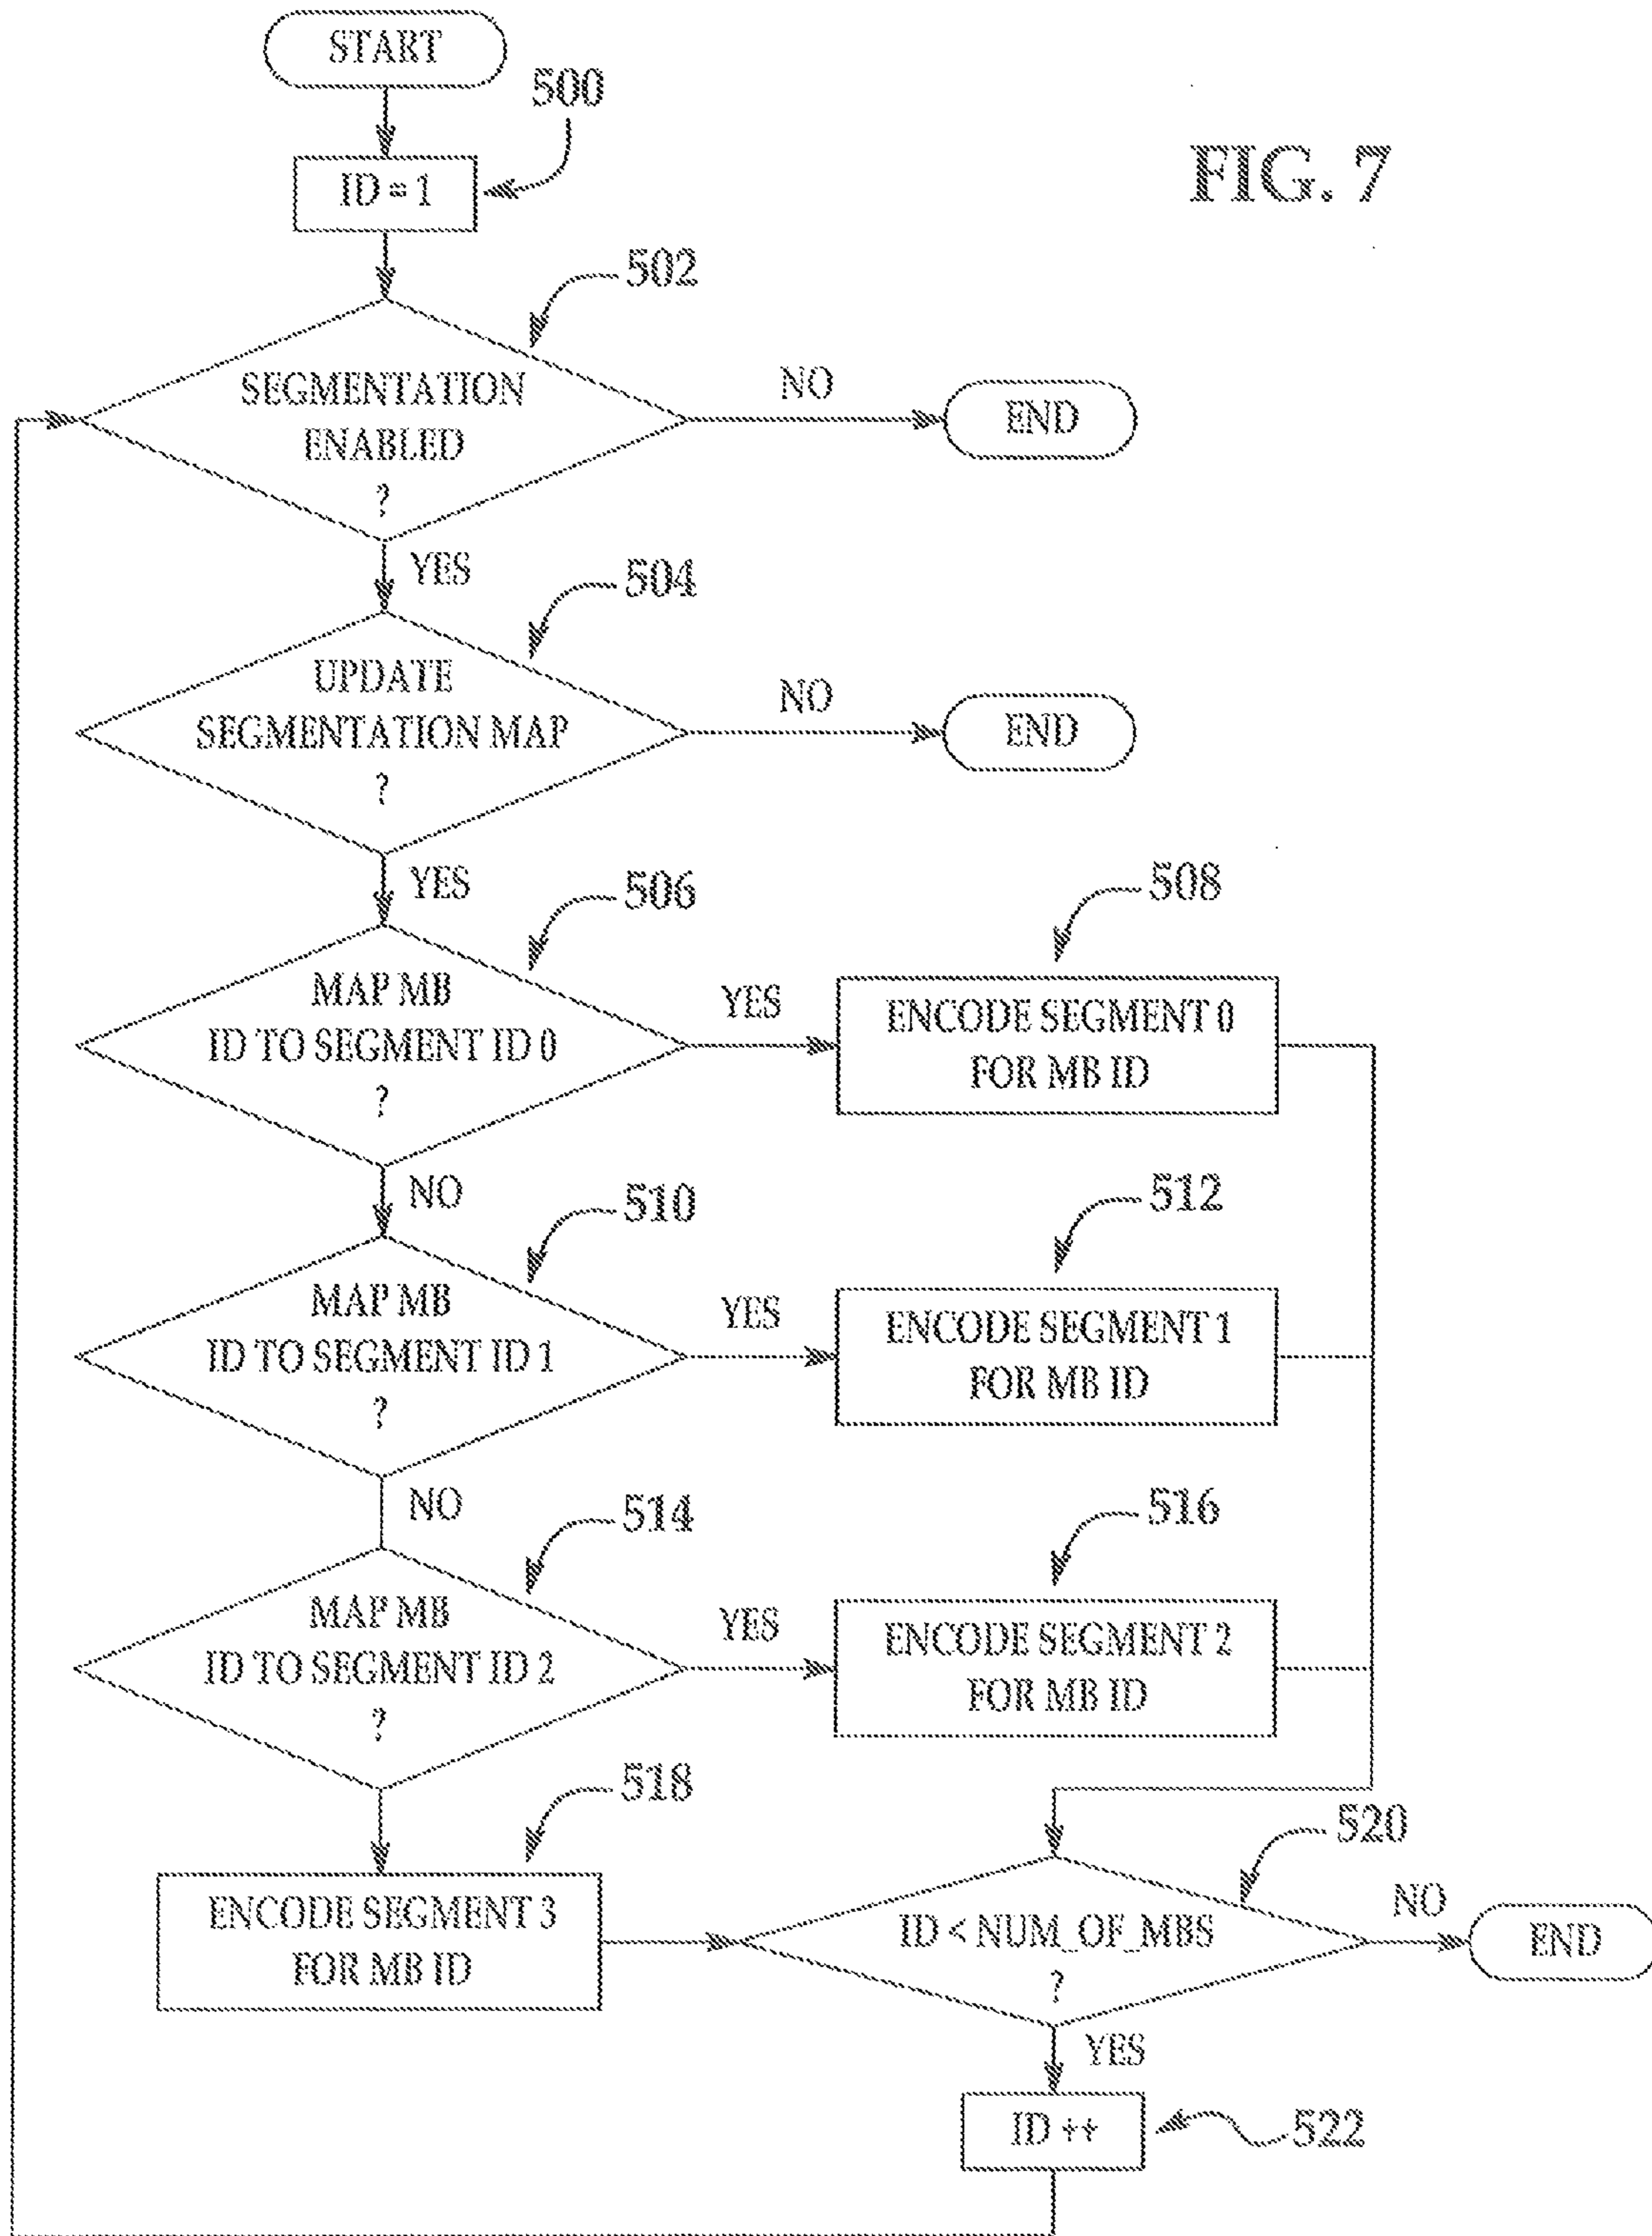 START
500
ID = 1
FIG. 7
502
SEGMENTATION
ENABLED
?
NO
END
YES
504
UPDATE
SEGMENTATION MAP
?
NO
END
YES
506
MAP MB
ID TO SEGMENT ID 0
?
YES
508
ENCODE SEGMENT 0
FOR MB ID
NO
510
MAP MB
ID TO SEGMENT ID 1
?
YES
512
ENCODE SEGMENT 1
FOR MB ID
NO
514
MAP MB
ID TO SEGMENT ID 2
?
YES
516
ENCODE SEGMENT 2
FOR MB ID
518
ENCODE SEGMENT 3
FOR MB ID
520
ID < NUM_OF_MBS
?
NO
END
YES
ID ++
522